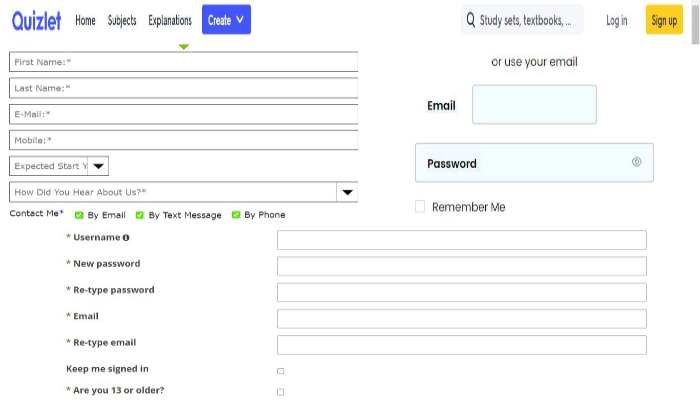 Quizlet Home Subjects Explanations Create Study sets, textbooks, ... Log in Sign up
First Name:*
Last Name:*
E-Mail:*
Mobile:*
Expected Start Y
How Did You Hear About Us?*
Contact Me* By Email By Text Message By Phone
or use your email
Email
Password
Remember Me
* Username
* New password
* Re-type password
* Email
* Re-type email
Keep me signed in
* Are you 13 or older?